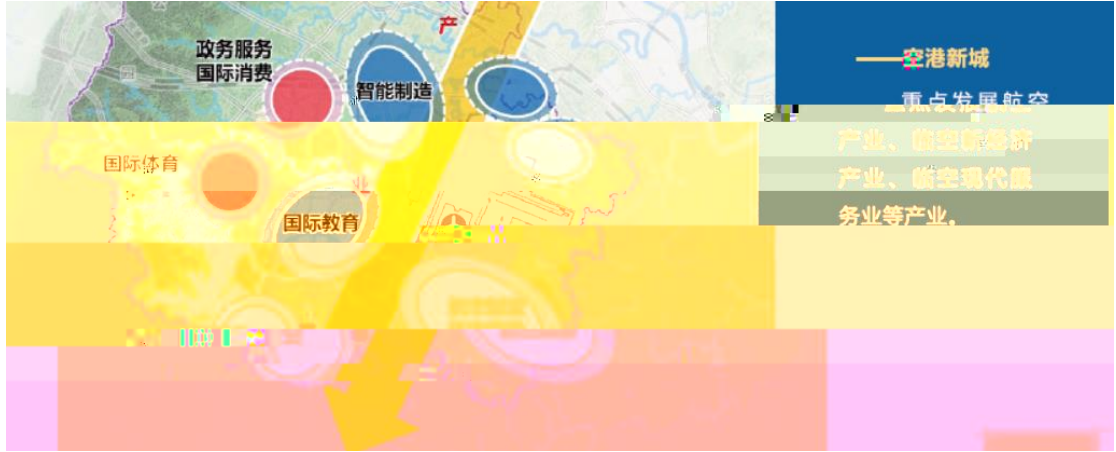 产
政务服务
国际消费
智能制造
国际体育
业
国际教育
——空港新城
重点发展航空
产业、临空新经济
产业、临空现代服
务业等产业。